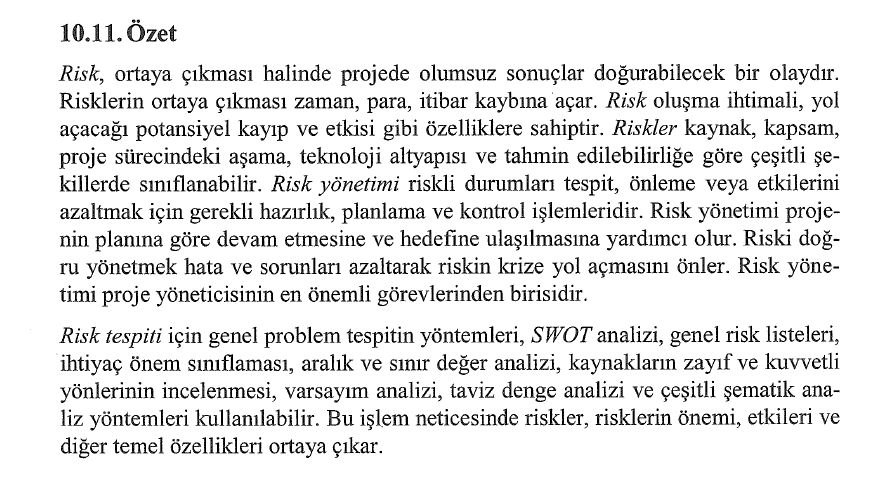 10.11. Özet
Risk, ortaya çıkması halinde projede olumsuz sonuçlar doğurabilecek bir olaydır.
Risklerin ortaya çıkması zaman, para, itibar kaybına açar. Risk oluşma ihtimali, yol
açacağı potansiyel kayıp ve etkisi gibi özelliklere sahiptir. Riskler kaynak, kapsam,
proje sürecindeki aşama, teknoloji altyapısı ve tahmin edilebilirliğe göre çeşitli şe-
killerde sınıflanabilir. Risk yönetimi riskli durumları tespit, önleme veya etkilerini
azaltmak için gerekli hazırlık, planlama ve kontrol işlemleridir. Risk yönetimi proje-
nin planına göre devam etmesine ve hedefine ulaşılmasına yardımcı olur. Riski doğ-
ru yönetmek hata ve sorunları azaltarak riskin krize yol açmasını önler. Risk yöne-
timi proje yöneticisinin en önemli görevlerinden birisidir.
Risk tespiti için genel problem tespitin yöntemleri, SWOT analizi, genel risk listeleri,
ihtiyaç önem sınıflaması, aralık ve sınır değer analizi, kaynakların zayıf ve kuvvetli
yönlerinin incelenmesi, varsayım analizi, taviz denge analizi ve çeşitli şematik ana-
liz yöntemleri kullanılabilir. Bu işlem neticesinde riskler, risklerin önemi, etkileri ve
diğer temel özellikleri ortaya çıkar.